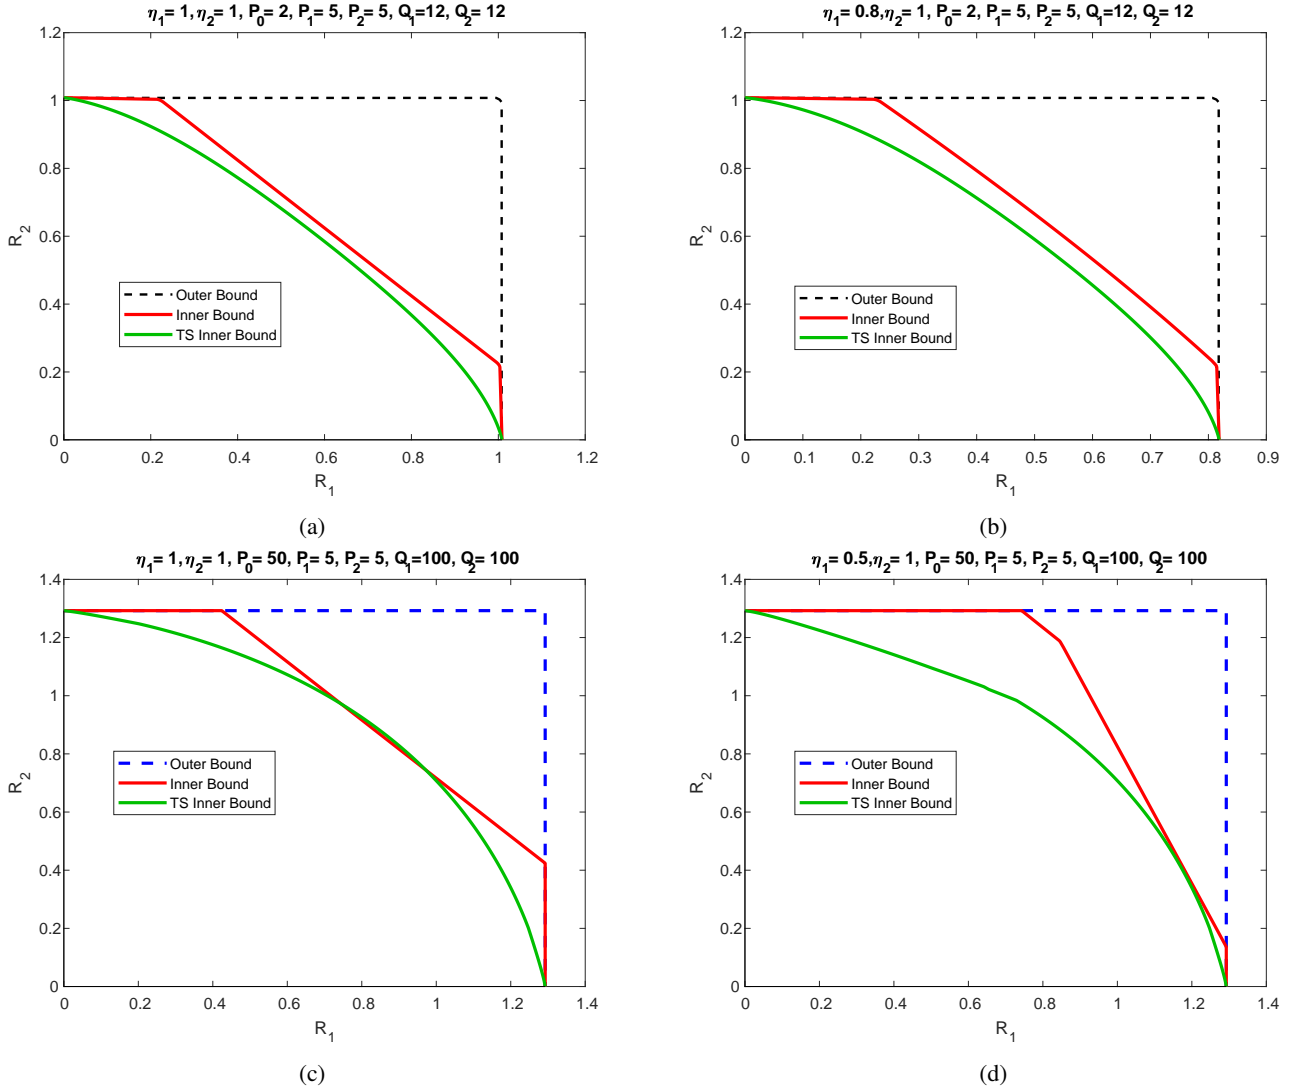 η1= 1, η2= 1, P0= 2, P1= 5, P2= 5, Q1=12, Q2= 12
1.2
1
0.8
0.6
0.4
0.2
0
R2
Outer Bound
Inner Bound
TS Inner Bound
0 0.2 0.4 0.6 0.8 1 1.2
R1
(a)
η1= 0.8,η2= 1, P0= 2, P1= 5, P2= 5, Q1=12, Q2= 12
1.2
1
0.8
0.6
0.4
0.2
0
R2
Outer Bound
Inner Bound
TS Inner Bound
0 0.1 0.2 0.3 0.4 0.5 0.6 0.7 0.8 0.9
R1
(b)
η1= 1, η2= 1, P0= 50, P1= 5, P2= 5, Q1=100, Q2= 100
1.4
1.2
1
0.8
0.6
0.4
0.2
0
R2
Outer Bound
Inner Bound
TS Inner Bound
0 0.2 0.4 0.6 0.8 1 1.2 1.4
R1
(c)
η1= 0.5,η2= 1, P0= 50, P1= 5, P2= 5, Q1=100, Q2= 100
1.4
1.2
1
0.8
0.6
0.4
0.2
0
R2
Outer Bound
Inner Bound
TS Inner Bound
0 0.2 0.4 0.6 0.8 1 1.2 1.4
R1
(d)